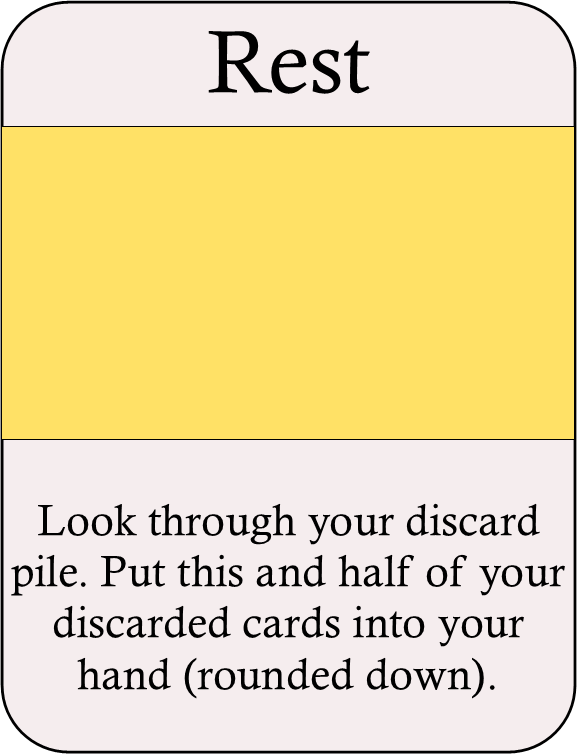 Rest
Look through your discard
pile. Put this and half of your
discarded cards into your
hand (rounded down).